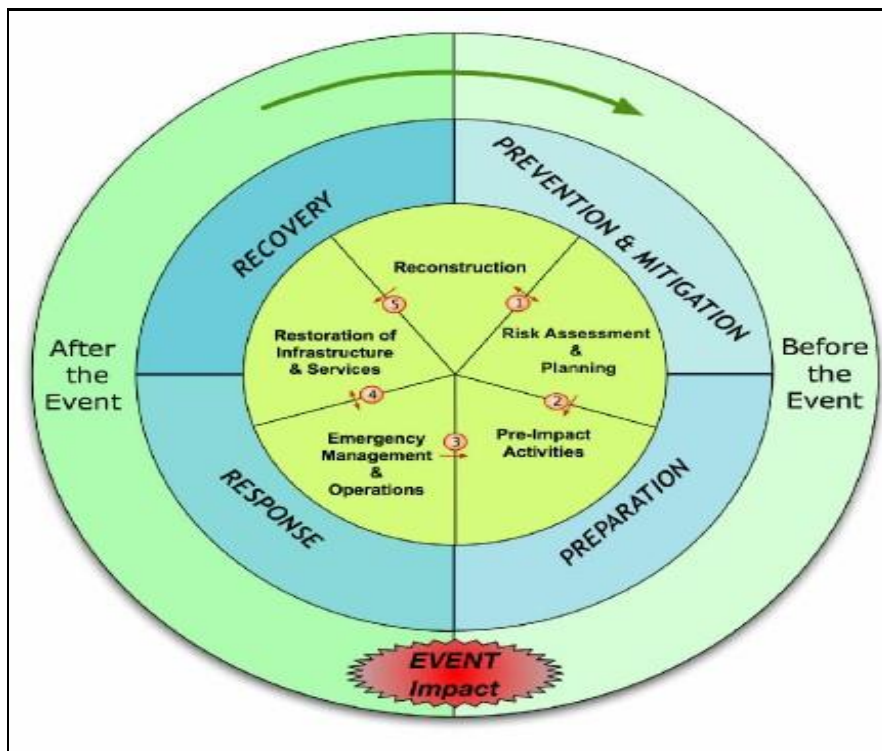 RECOVERY
PREVENTION & MITIGATION
Reconstruction
5
1
Restoration of
Infrastructure
& Services
Risk Assessment
&
Planning
After
the
Event
Before
the
Event
4
2
3
Emergency
Management
&
Operations
Pre-Impact
Activities
RESPONSE
PREPARATION
EVENT
Impact